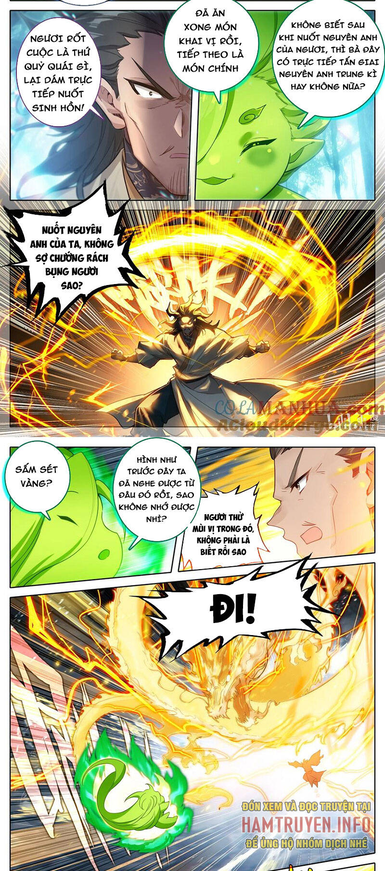 NGƯƠI RỐT
CUỘC LÀ THỨ
QUỶ QUÁI GÌ,
LẠI DÁM TRỰC
TIẾP NUỐT
SINH HỒN!
ĐÃ ĂN
XONG MÓN
KHAI VỊ RỒI,
TIẾP THEO LÀ
MÓN CHÍNH
KHÔNG BIẾT SAU
KHI NUỐT NGUYÊN ANH
CỦA NGƯƠI, THÌ BÀ ĐÂY
CÓ TRỰC TIẾP TẤN GIAI
NGUYÊN ANH TRUNG KÌ
HAY KHÔNG NỮA?
NUỐT NGUYÊN
ANH CỦA TA, KHÔNG
SỢ CHƯỚNG RÁCH
BỤNG NGƯƠI
SAO?
COLAMANHUA.com
AcloudMerge.com
SẤM SÉT
VÀNG?
HÌNH NHƯ
TRƯỚC ĐÂY TA
ĐÃ NGHE ĐƯỢC TỪ
ĐÂU ĐÓ RỒI, SAO
KHÔNG NHỚ ĐƯỢC
NHỈ?
NGƯƠI THỬ
MÙI VỊ TRONG ĐÓ,
KHÔNG PHẢI LÀ
BIẾT RỒI SAO
ĐI!
ĐÓN XEM VÀ ĐỌC TRUYỆN TẠI
HAMTRUYEN.INFO
ĐỂ ỦNG HỘ NHÓM DỊCH NHÉ